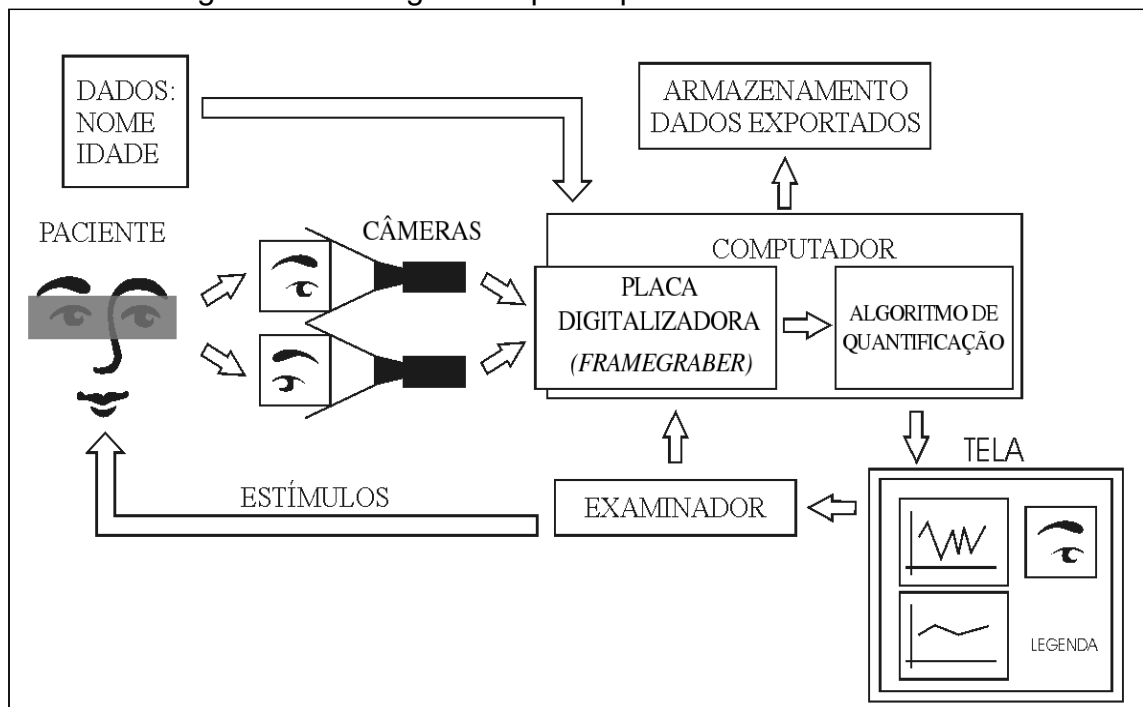 DADOS:
NOME
IDADE
ARMAZENAMENTO
DADOS EXPORTADOS
PACIENTE
CÂMERAS
COMPUTADOR
PLACA
DIGITALIZADORA
(FRAMEGRABER)
ALGORITMO DE
QUANTIFICAÇÃO
ESTÍMULOS
EXAMINADOR
TELA
LEGENDA